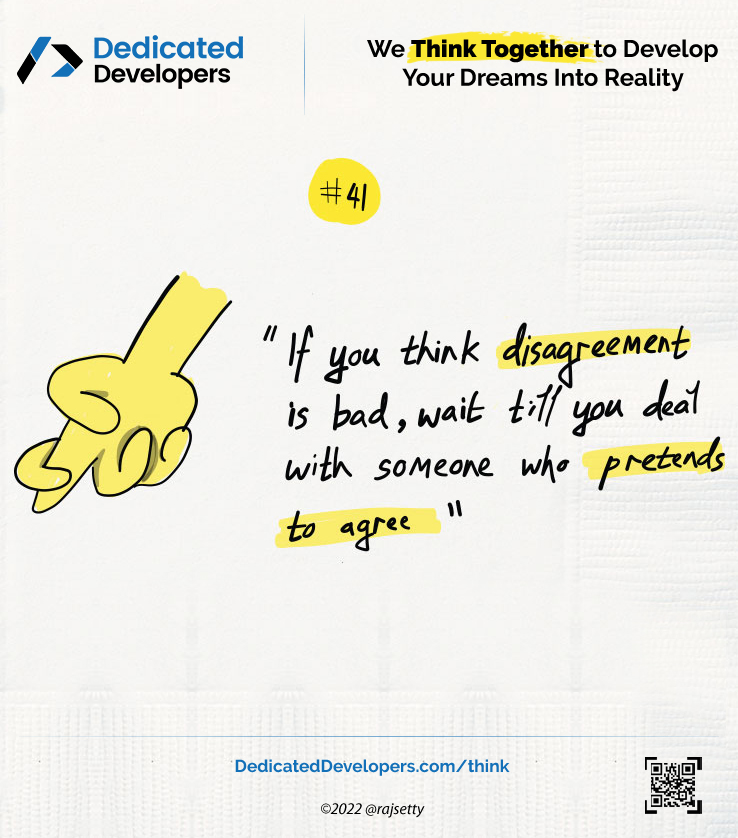 Dedicated
Developers
We Think Together to Develop
Your Dreams Into Reality
#41
"If you think disagreement
is bad, wait till you deal
with someone who pretends
to agree"
DedicatedDevelopers.com/think
©2022 @rajsetty